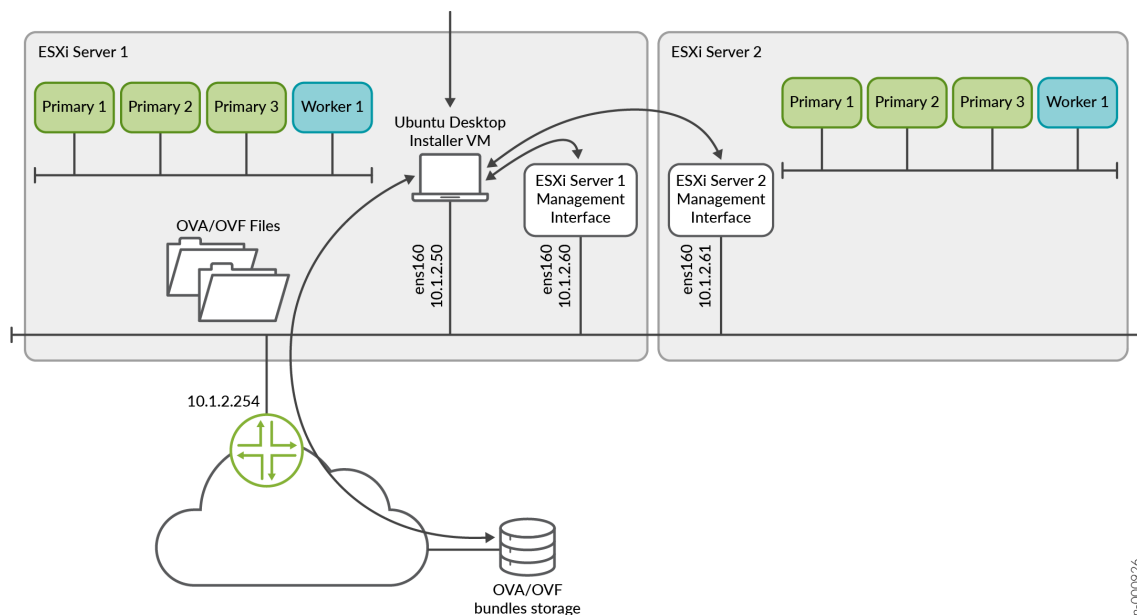 ESXi Server 1
ESXi Server 2
Primary 1
Primary 2
Primary 3
Worker 1
Primary 1
Primary 2
Primary 3
Worker 1
Ubuntu Desktop
Installer VM
ESXi Server 1
Management
Interface
ESXi Server 2
Management
Interface
OVA/OVF Files
ens160
10.1.2.50
ens160
10.1.2.60
ens160
10.1.2.61
10.1.2.254
OVA/OVF
bundles storage